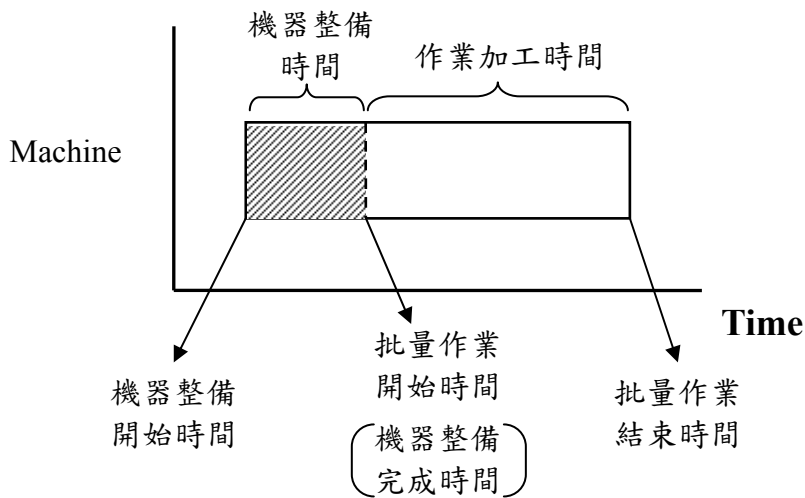 機器整備
時間
作業加工時間
Machine
Time
機器整備
開始時間
批量作業
開始時間
機器整備
完成時間
批量作業
結束時間